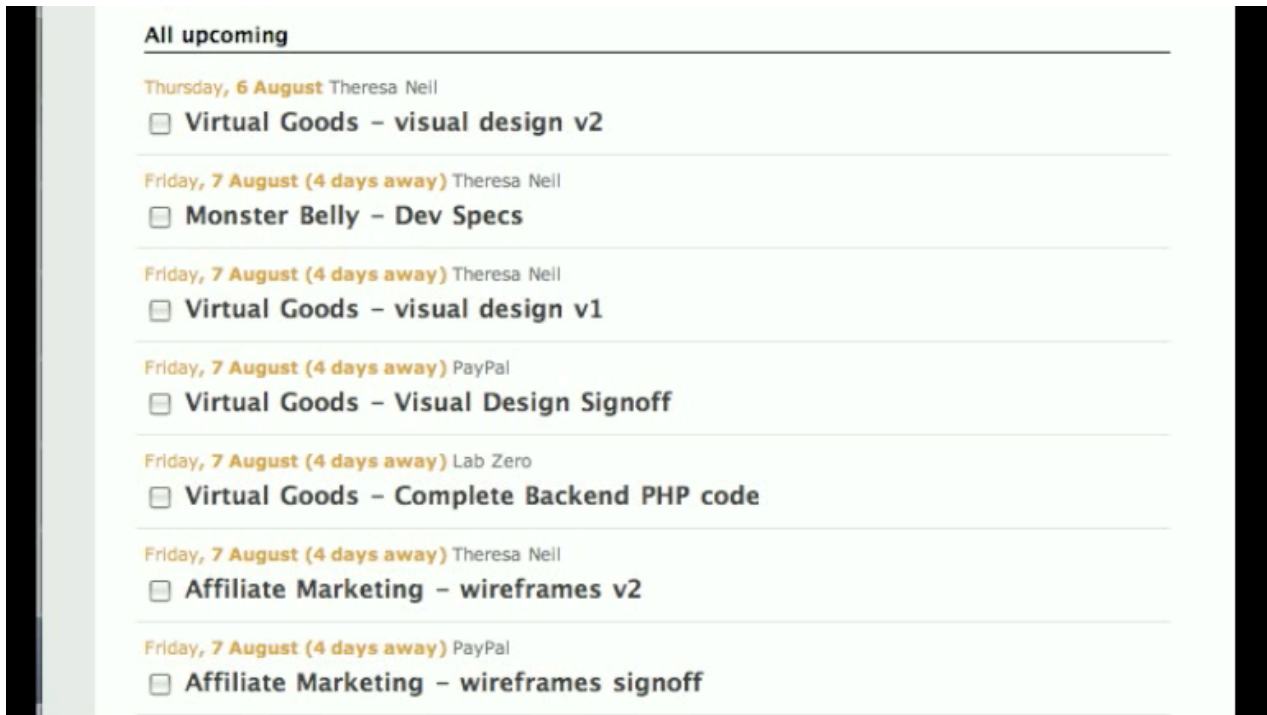 All upcoming
Thursday, 6 August Theresa Neil
Virtual Goods – visual design v2
Friday, 7 August (4 days away) Theresa Neil
Monster Belly – Dev Specs
Friday, 7 August (4 days away) Theresa Neil
Virtual Goods – visual design v1
Friday, 7 August (4 days away) PayPal
Virtual Goods – Visual Design Signoff
Friday, 7 August (4 days away) Lab Zero
Virtual Goods – Complete Backend PHP code
Friday, 7 August (4 days away) Theresa Neil
Affiliate Marketing – wireframes v2
Friday, 7 August (4 days away) PayPal
Affiliate Marketing – wireframes signoff